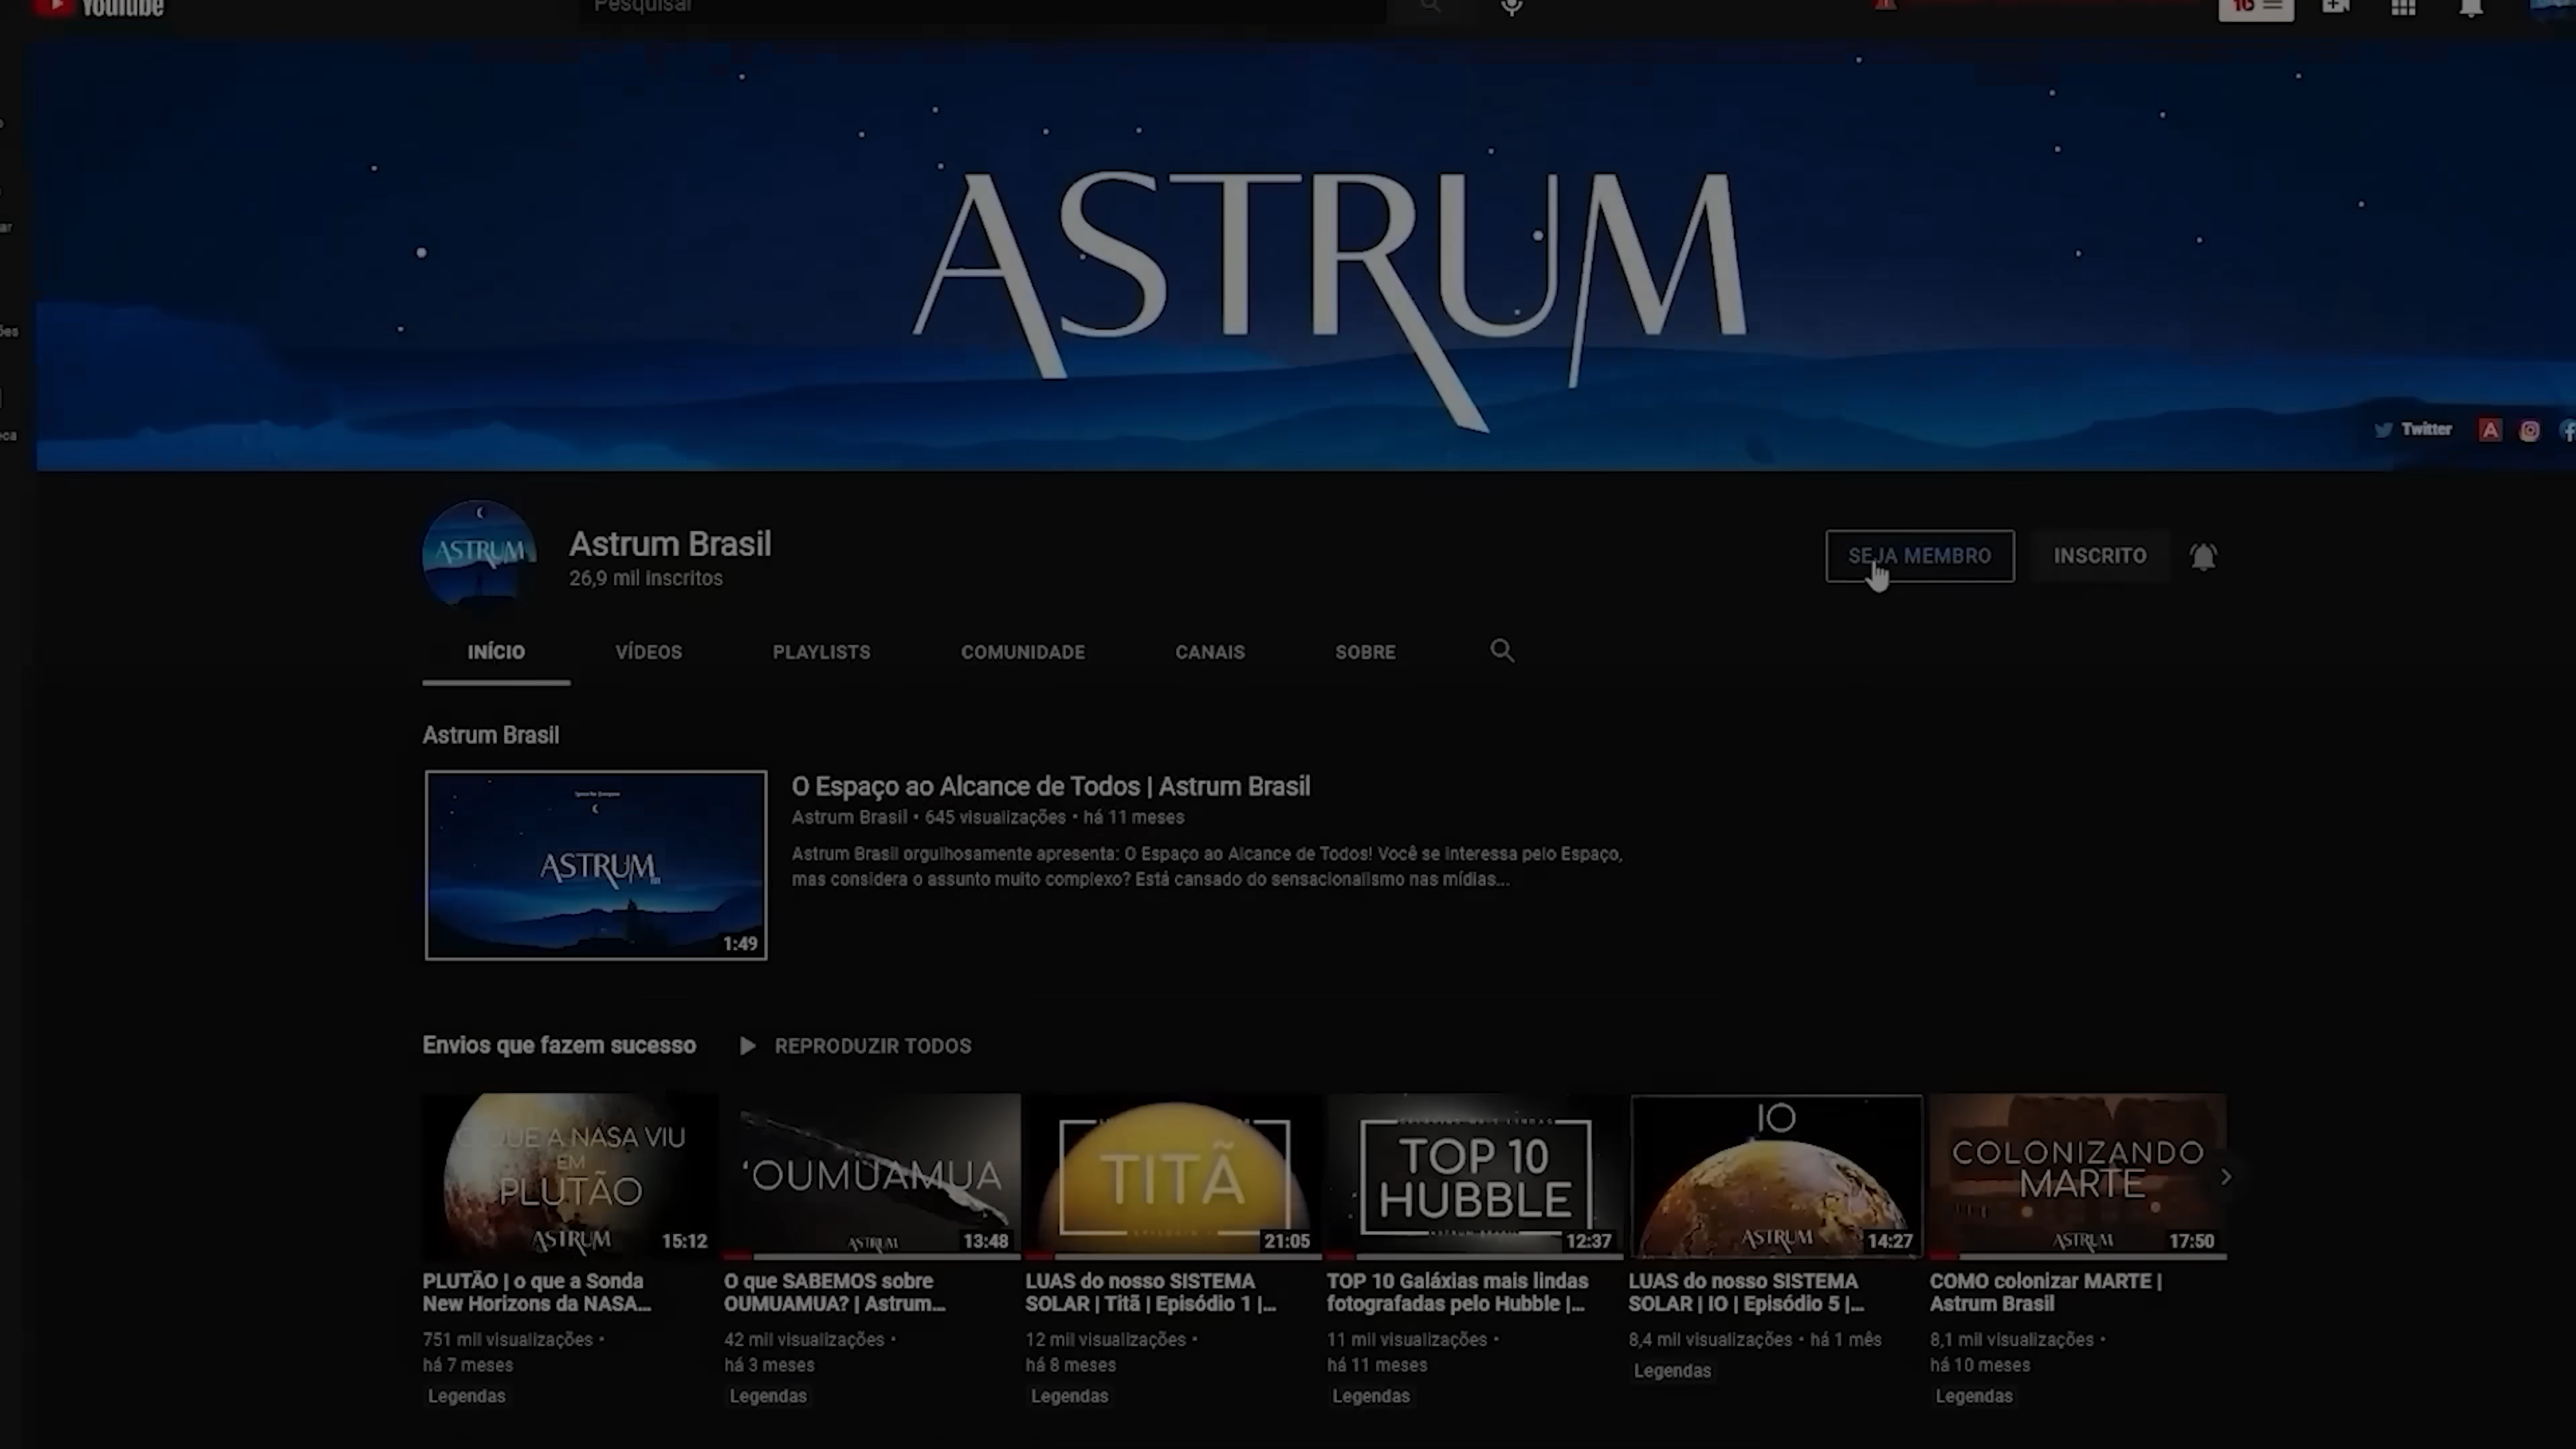 YouTube
Pesquisar
ASTRUM
Twitter
ASTRUM
Astrum Brasil
26,9 mil inscritos
SEJA MEMBRO
INSCRITO
INÍCIO
VÍDEOS
PLAYLISTS
COMUNIDADE
CANAIS
SOBRE
Astrum Brasil
ASTRUM
1:49
O Espaço ao Alcance de Todos | Astrum Brasil
Astrum Brasil • 645 visualizações • há 11 meses
Astrum Brasil orgulhosamente apresenta: O Espaço ao Alcance de Todos! Você se interessa pelo Espaço,
mas considera o assunto muito complexo? Está cansado do sensacionalismo nas mídias...
Envios que fazem sucesso
REPRODUZIR TODOS
O QUE A NASA VIU
EM
PLUTÃO
ASTRUM
15:12
PLUTÃO | o que a Sonda
New Horizons da NASA...
751 mil visualizações •
há 7 meses
Legendas
'OUMUAMUA
ASTRUM
13:48
O que SABEMOS sobre
OUMUAMUA? | Astrum...
42 mil visualizações •
há 3 meses
Legendas
TITÃ
21:05
LUAS do nosso SISTEMA
SOLAR | Titã | Episódio 1 |...
12 mil visualizações •
há 8 meses
Legendas
TOP 10
HUBBLE
12:37
TOP 10 Galáxias mais lindas
fotografadas pelo Hubble |...
11 mil visualizações •
há 11 meses
Legendas
IO
ASTRUM
14:27
LUAS do nosso SISTEMA
SOLAR | IO | Episódio 5 |...
8,4 mil visualizações • há 1 mês
Legendas
COLONIZANDO
MARTE
ASTRUM
17:50
COMO colonizar MARTE |
Astrum Brasil
8,1 mil visualizações •
há 10 meses
Legendas